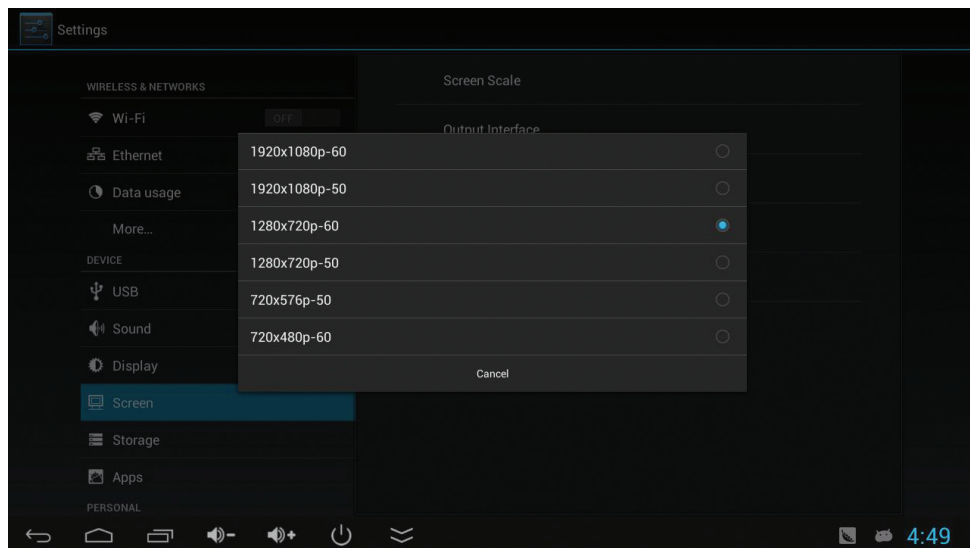 Settings
WIRELESS & NETWORKS
Wi-Fi OFF
Ethernet
Data usage
More...
DEVICE
USB
Sound
Display
Screen
Storage
Apps
PERSONAL
Screen Scale
Output Interface
1920x1080p-60
1920x1080p-50
1280x720p-60
1280x720p-50
720x576p-50
720x480p-60
Cancel
4:49